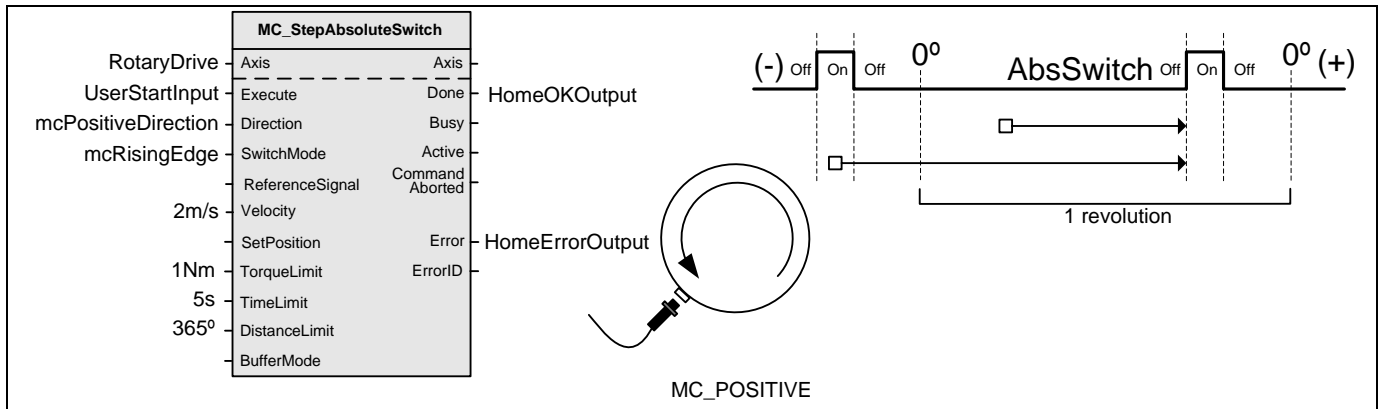 MC_StepAbsoluteSwitch
RotaryDrive Axis Axis
UserStartInput Execute Done HomeOKOutput
mcPositiveDirection Direction Busy
mcRisingEdge SwitchMode Active
ReferenceSignal Command Aborted
2m/s Velocity
SetPosition Error HomeErrorOutput
1Nm TorqueLimit ErrorID
5s TimeLimit
365º DistanceLimit
BufferMode
(-) Off On Off 0º AbsSwitch Off On Off 0º (+)
1 revolution
MC_POSITIVE